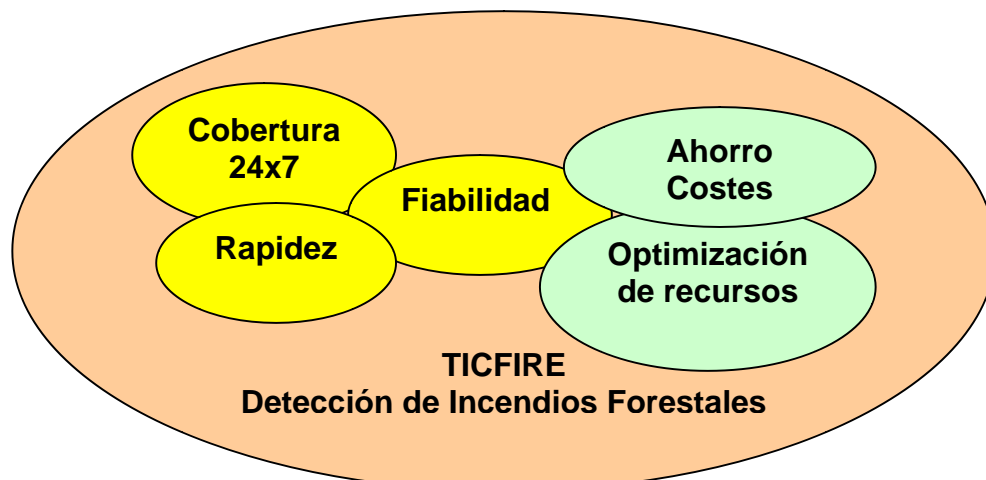 Cobertura
24x7
Fiabilidad
Rapidez
Ahorro
Costes
Optimización
de recursos
TICFIRE
Detección de Incendios Forestales